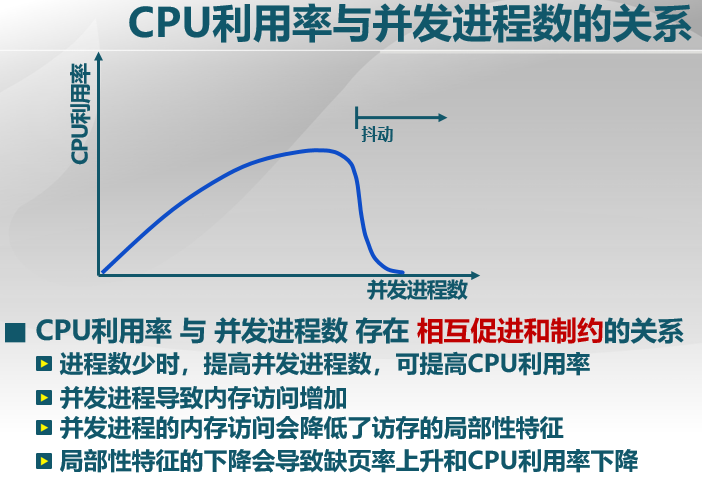 CPU利用率与并发进程数的关系
CPU利用率
抖动
并发进程数
CPU利用率 与 并发进程数 存在 相互促进和制约的关系
进程数少时，提高并发进程数，可提高CPU利用率
并发进程导致内存访问增加
并发进程的内存访问会降低了访存的局部性特征
局部性特征的下降会导致缺页率上升和CPU利用率下降